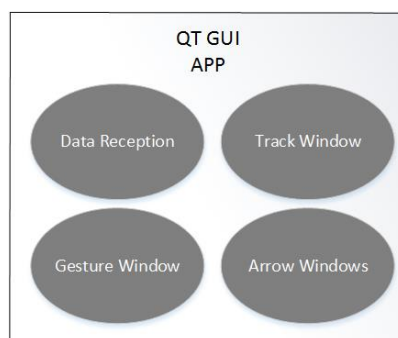 QT GUI
APP
Data Reception
Track Window
Gesture Window
Arrow Windows